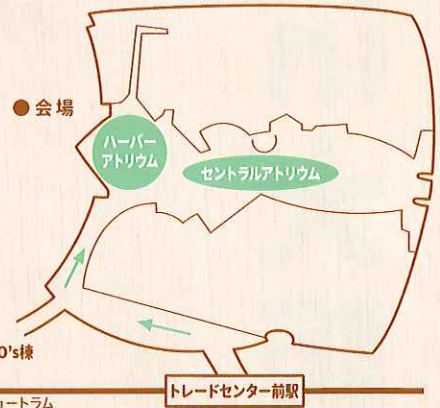 ● 会場
ハーバー
アトリウム
セントラルアトリウム
O's棟
トレードセンター前駅
ュートラム